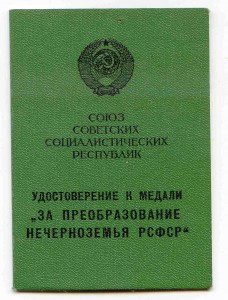 СОЮЗ
СОВЕТСКИХ
СОЦИАЛИСТИЧЕСКИХ
РЕСПУБЛИК
УДОСТОВЕРЕНИЕ К МЕДАЛИ
„ЗА ПРЕОБРАЗОВАНИЕ
НЕЧЕРНОЗЕМЬЯ РСФСР“